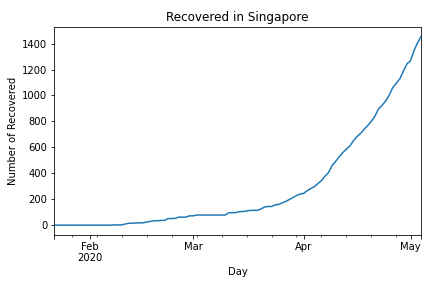 Recovered in Singapore
Number of Recovered
1400
1200
1000
800
600
400
200
0
Feb
2020
Mar
Apr
May
Day